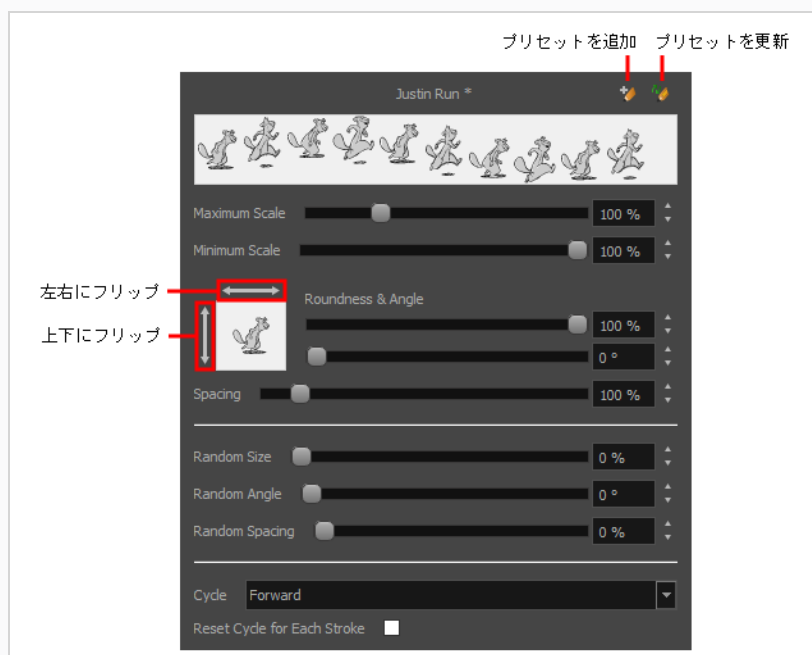 プリセットを追加 プリセットを更新
Justin Run *
Maximum Scale 100 %
Minimum Scale 100 %
左右にフリップ
Roundness & Angle
上下にフリップ
100 %
0 °
Spacing 100 %
Random Size 0 %
Random Angle 0 °
Random Spacing 0 %
Cycle Forward
Reset Cycle for Each Stroke